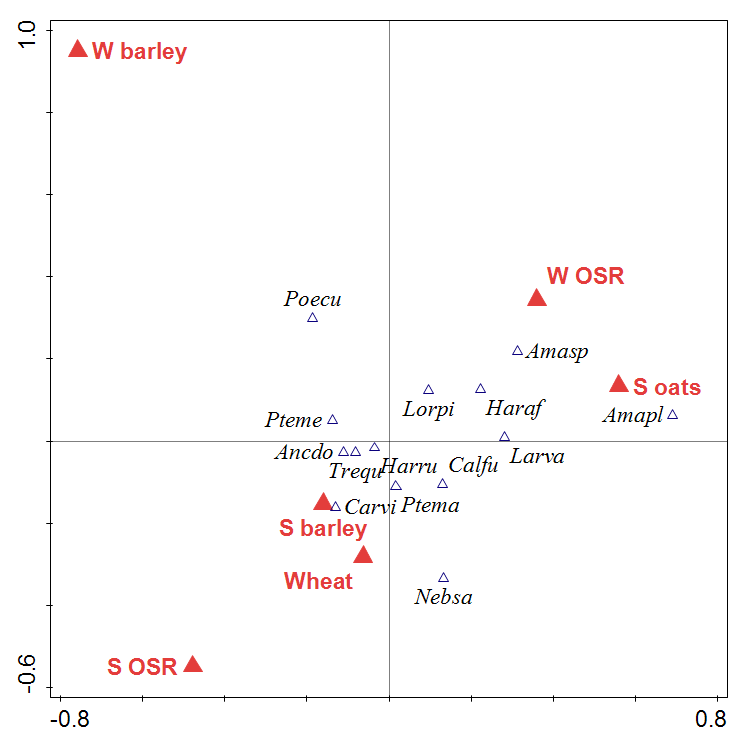 1.0
W barley
W OSR
Poecu
Amasp
S oats
Lorpi
Haraf
Amapl
Pteme
Ancdo
Larva
Trequ
Harru
Calfu
Carvi
Ptema
S barley
Wheat
Nebsa
S OSR
-0.6
-0.8
0.8